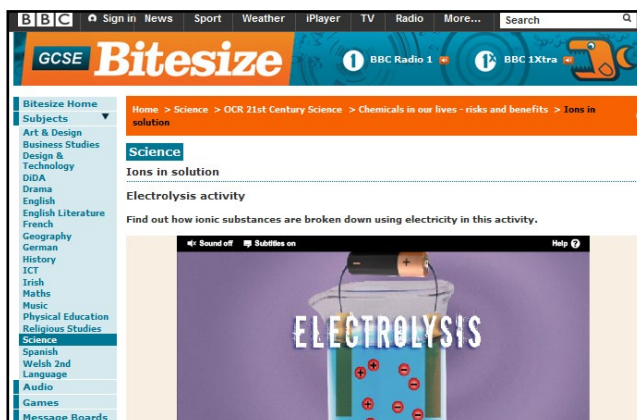 BBC Sign in News Sport Weather iPlayer TV Radio More... Search
GCSE Bitesize 1 BBC Radio 1 1X BBC 1Xtra
Bitesize Home
Subjects
Art & Design
Business Studies
Design &
Technology
DiDA
Drama
English
English Literature
French
Geography
German
History
ICT
Irish
Maths
Music
Physical Education
Religious Studies
Science
Spanish
Welsh 2nd
Language
Audio
Games
Message Boards
Home > Science > OCR 21st Century Science > Chemicals in our lives - risks and benefits > Ions in
solution
Science
Ions in solution
Electrolysis activity
Find out how ionic substances are broken down using electricity in this activity.
Sound off Subtitles on Help ?
- +
ELECTROLYSIS
+ -
+ -
+ -
+ -